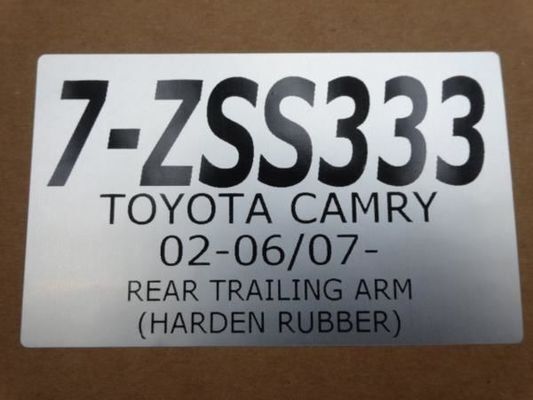 7-ZSS333
TOYOTA CAMRY
02-06/07-
REAR TRAILING ARM
(HARDEN RUBBER)